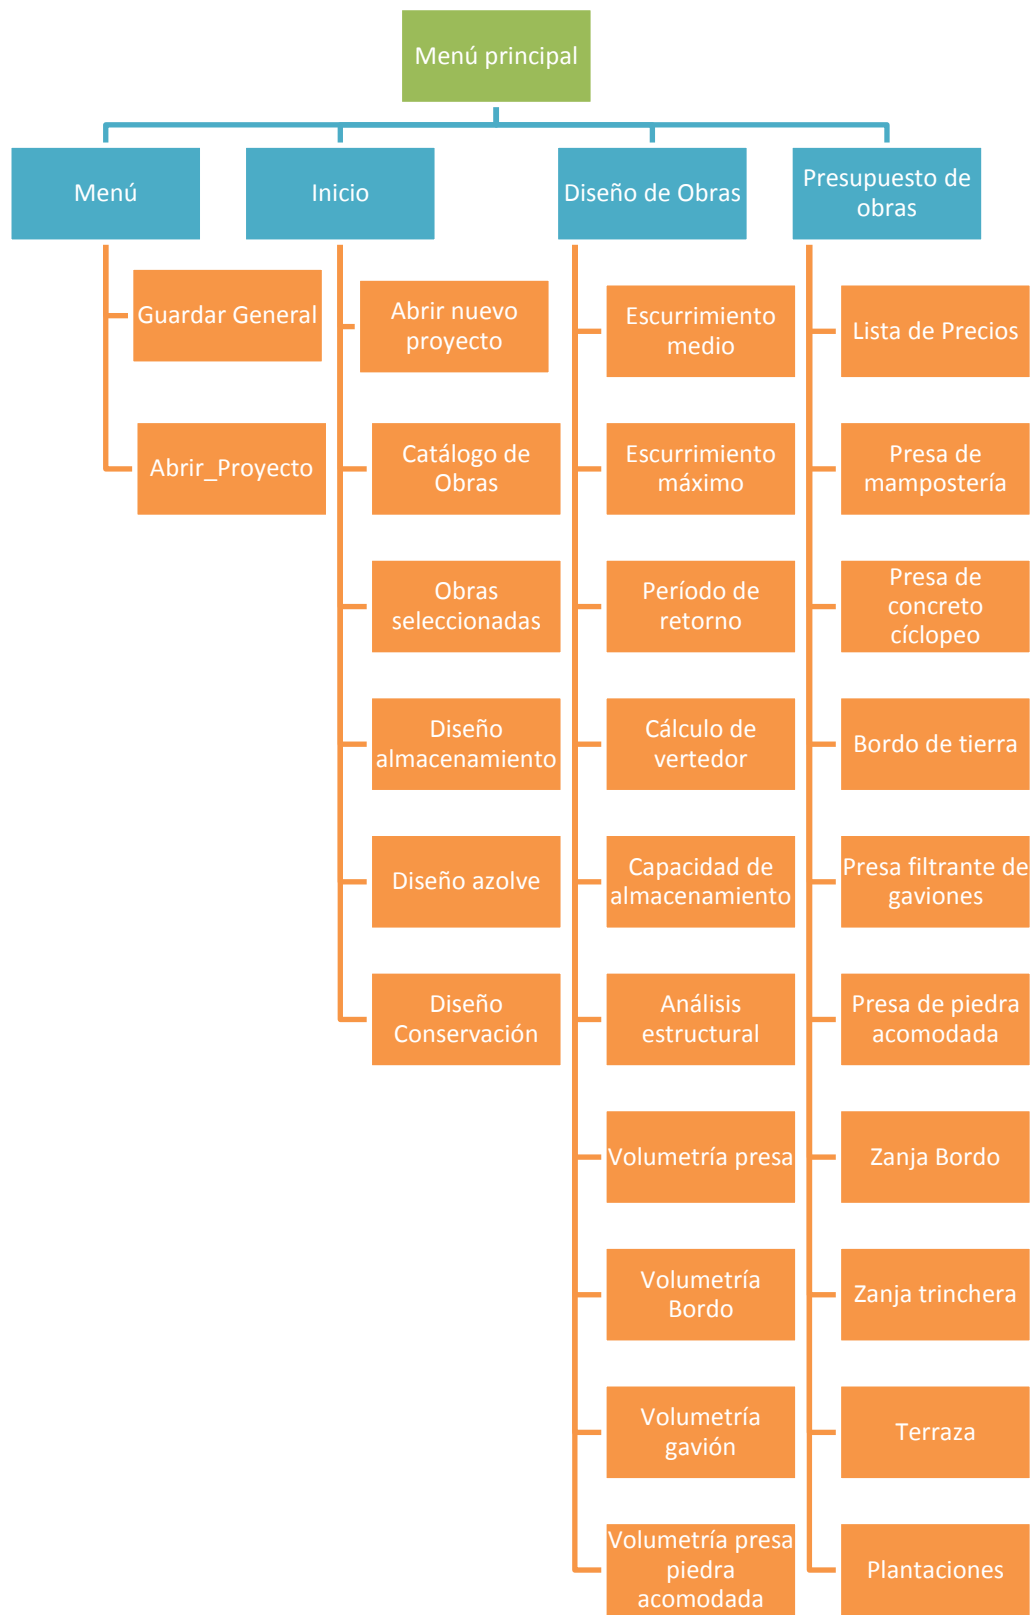 Menú principal
Menú
Inicio
Diseño de Obras
Presupuesto de
obras
Guardar General
Abrir_Proyecto
Abrir nuevo
proyecto
Catálogo de
Obras
Obras
seleccionadas
Diseño
almacenamiento
Diseño azolve
Diseño
Conservación
Escurrimiento
medio
Escurrimiento
máximo
Período de
retorno
Cálculo de
vertedor
Capacidad de
almacenamiento
Análisis
estructural
Volumetría presa
Volumetría
Bordo
Volumetría
gavión
Volumetría presa
piedra
acomodada
Lista de Precios
Presa de
mampostería
Presa de
concreto
cíclopeo
Bordo de tierra
Presa filtrante de
gaviones
Presa de piedra
acomodada
Zanja Bordo
Zanja trinchera
Terraza
Plantaciones